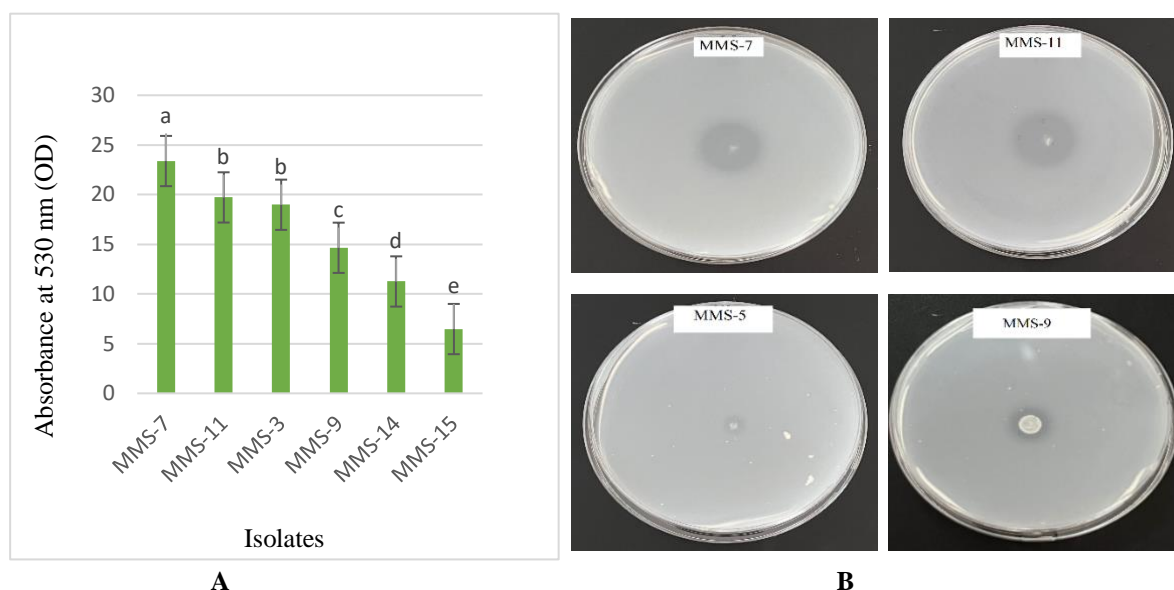 Absorbance at 530 nm (OD)
30
25
20
15
10
5
0
a
b
b
c
d
e
MMS-7
MMS-11
MMS-3
MMS-9
MMS-14
MMS-15
Isolates
A
MMS-7
MMS-11
MMS-5
MMS-9
B